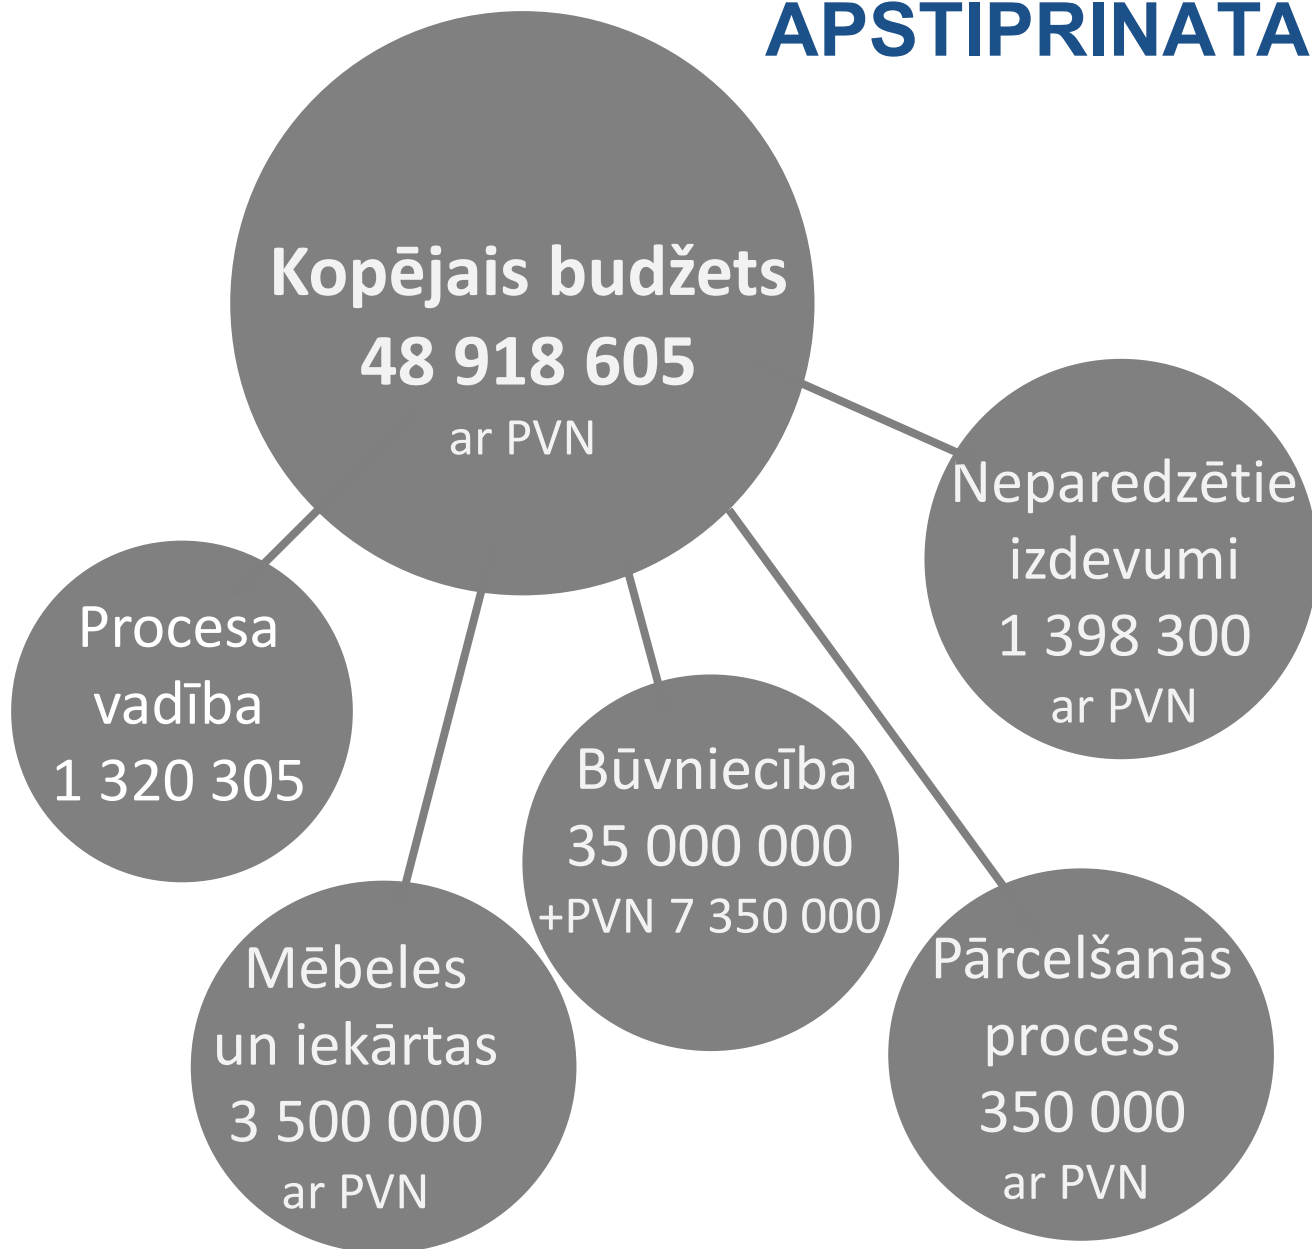 APSTIPRINATA
Kopējais budžets
48 918 605
ar PVN
Neparedzētie
izdevumi
1 398 300
ar PVN
Procesa
vadība
1 320 305
Būvniecība
35 000 000
+PVN 7 350 000
Mēbeles
un iekārtas
3 500 000
ar PVN
Pārcelšanās
process
350 000
ar PVN